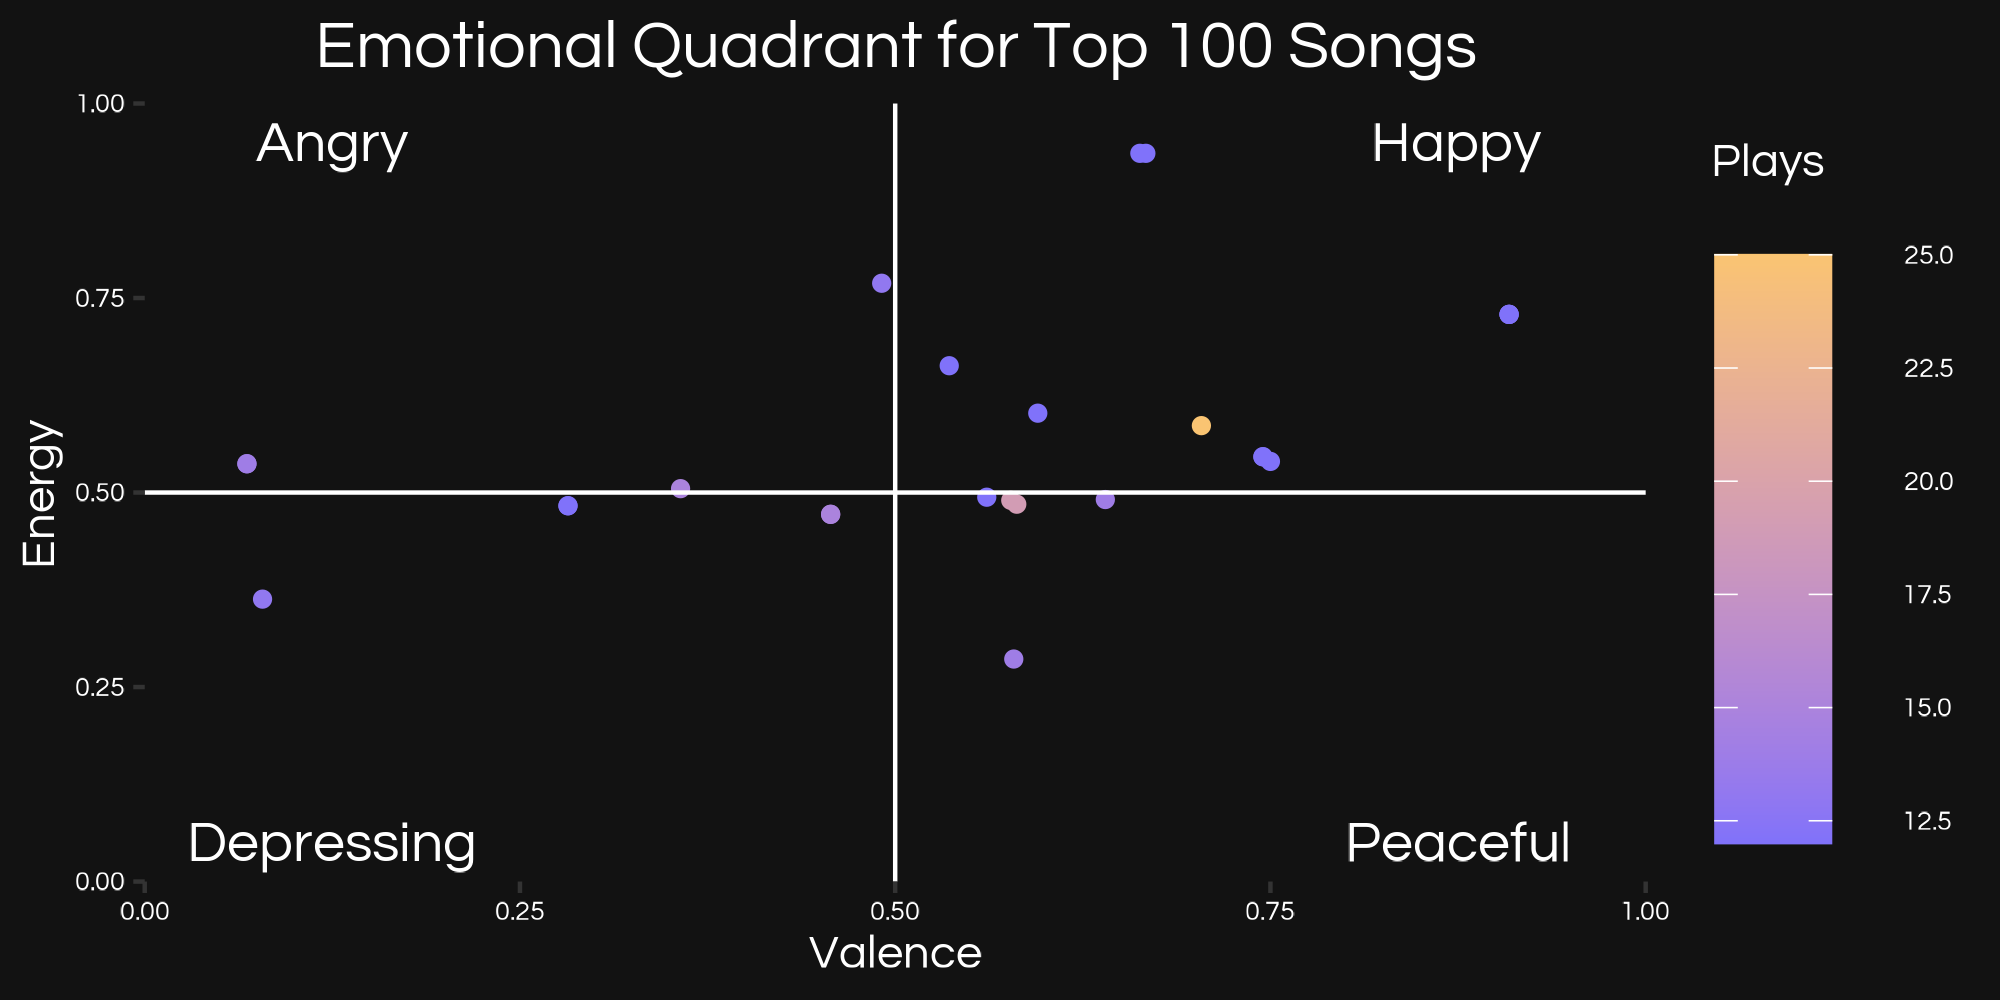 Emotional Quadrant for Top 100 Songs
1.00
Angry
Happy
Plays
25.0
0.75
22.5
Energy
0.50
20.0
17.5
0.25
15.0
12.5
Depressing
Peaceful
0.00
0.00 0.25 0.50 0.75 1.00
Valence